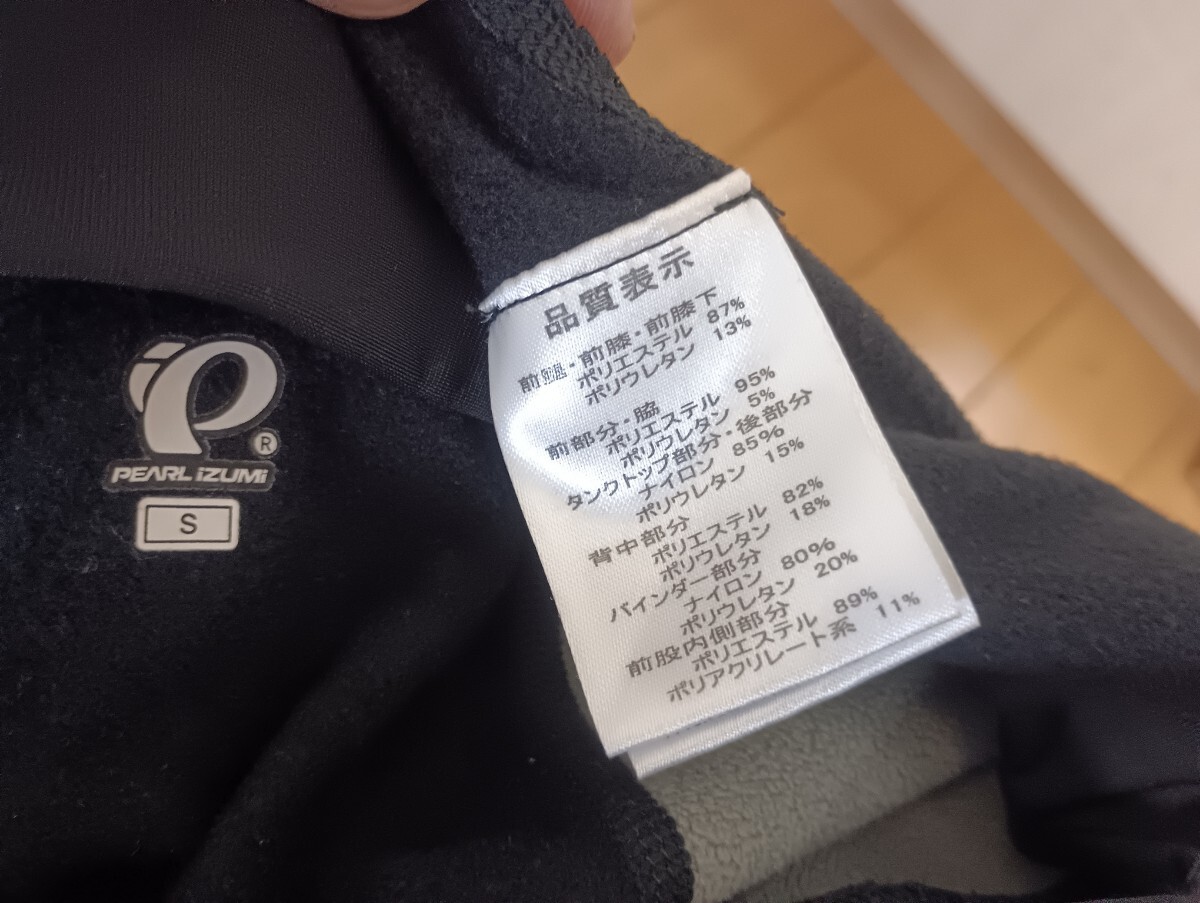 PEARL iZUMi
®
S
品質表示
前腿・前膝・前膝下
ポリエステル 87%
ポリウレタン 13%
前部分・脇
ポリエステル 95%
ポリウレタン 5%
タンクトップ部分・後部分
ナイロン 85%
ポリウレタン 15%
背中部分
ポリエステル 82%
ポリウレタン 18%
バインダー部分
ナイロン 80%
ポリウレタン 20%
前股内側部分
ポリエステル 89%
ポリアクリレート系 11%